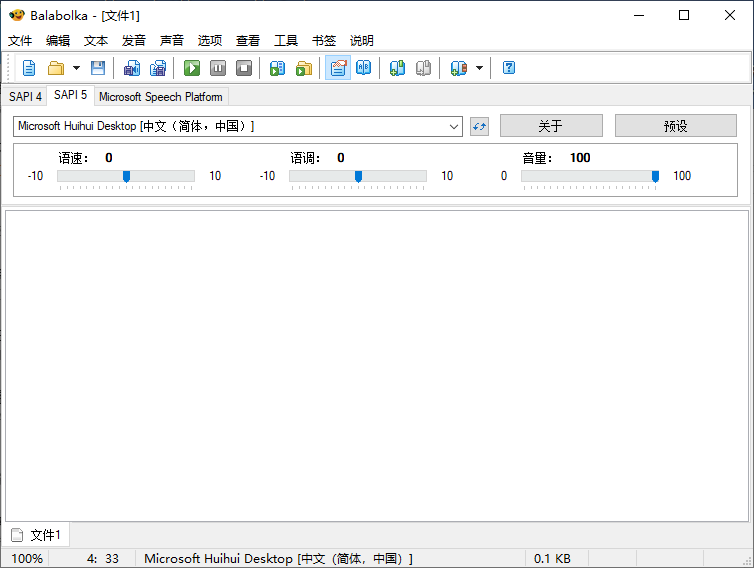 Balabolka - [文件1]
文件 编辑 文本 发音 声音 选项 查看 工具 书签 说明
SAPI 4 SAPI 5 Microsoft Speech Platform
Microsoft Huihui Desktop [中文（简体，中国）] 关于 预设
语速： 0 语调： 0 音量： 100
-10 10 -10 10 0 100
文件1
100% 4: 33 Microsoft Huihui Desktop [中文（简体，中国）] 0.1 KB